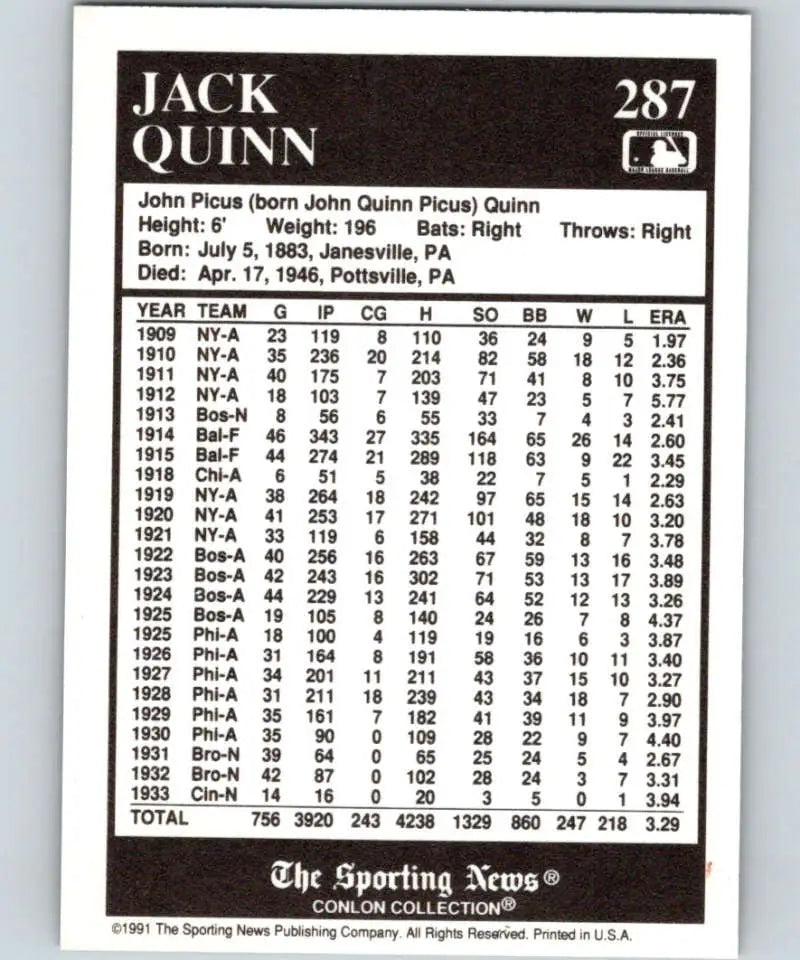 JACK
QUINN
287
OFFICIAL LICENSEE
MAJOR LEAGUE BASEBALL
John Picus (born John Quinn Picus) Quinn
Height: 6' Weight: 196 Bats: Right Throws: Right
Born: July 5, 1883, Janesville, PA
Died: Apr. 17, 1946, Pottsville, PA
YEAR TEAM G IP CG H SO BB W L ERA
1909 NY-A 23 119 8 110 36 24 9 5 1.97
1910 NY-A 35 236 20 214 82 58 18 12 2.36
1911 NY-A 40 175 7 203 71 41 8 10 3.75
1912 NY-A 18 103 7 139 47 23 5 7 5.77
1913 Bos-N 8 56 6 55 33 7 4 3 2.41
1914 Bal-F 46 343 27 335 164 65 26 14 2.60
1915 Bal-F 44 274 21 289 118 63 9 22 3.45
1918 Chi-A 6 51 5 38 22 7 5 1 2.29
1919 NY-A 38 264 18 242 97 65 15 14 2.63
1920 NY-A 41 253 17 271 101 48 18 10 3.20
1921 NY-A 33 119 6 158 44 32 8 7 3.78
1922 Bos-A 40 256 16 263 67 59 13 16 3.48
1923 Bos-A 42 243 16 302 71 53 13 17 3.89
1924 Bos-A 44 229 13 241 64 52 12 13 3.26
1925 Bos-A 19 105 8 140 24 26 7 8 4.37
1925 Phi-A 18 100 4 119 19 16 6 3 3.87
1926 Phi-A 31 164 8 191 58 36 10 11 3.40
1927 Phi-A 34 201 11 211 43 37 15 10 3.27
1928 Phi-A 31 211 18 239 43 34 18 7 2.90
1929 Phi-A 35 161 7 182 41 39 11 9 3.97
1930 Phi-A 35 90 0 109 28 22 9 7 4.40
1931 Bro-N 39 64 0 65 25 24 5 4 2.67
1932 Bro-N 42 87 0 102 28 24 3 7 3.31
1933 Cin-N 14 16 0 20 3 5 0 1 3.94
TOTAL 756 3920 243 4238 1329 860 247 218 3.29
The Sporting News®
CONLON COLLECTION®
©1991 The Sporting News Publishing Company. All Rights Reserved. Printed in U.S.A.